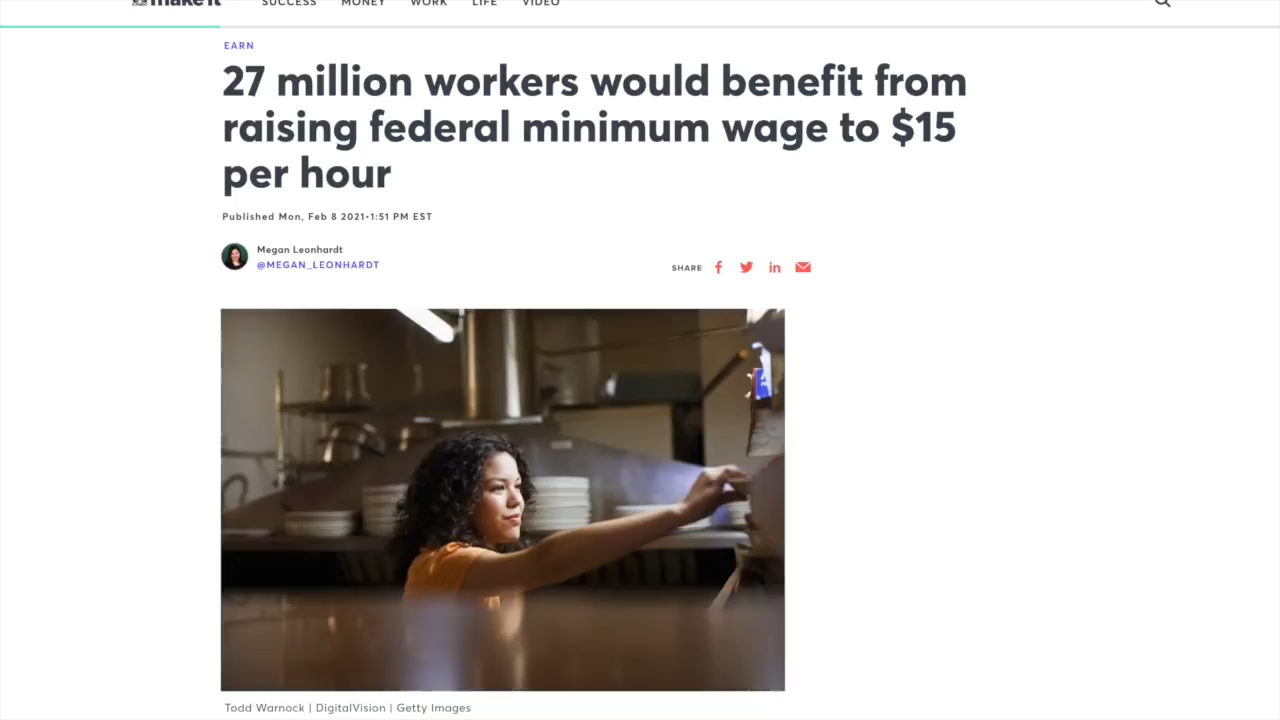 make it
SUCCESS MONEY WORK LIFE VIDEO
EARN
27 million workers would benefit from
raising federal minimum wage to $15
per hour
Published Mon, Feb 8 2021•1:51 PM EST
Megan Leonhardt
@MEGAN_LEONHARDT
SHARE
Todd Warnock | DigitalVision | Getty Images